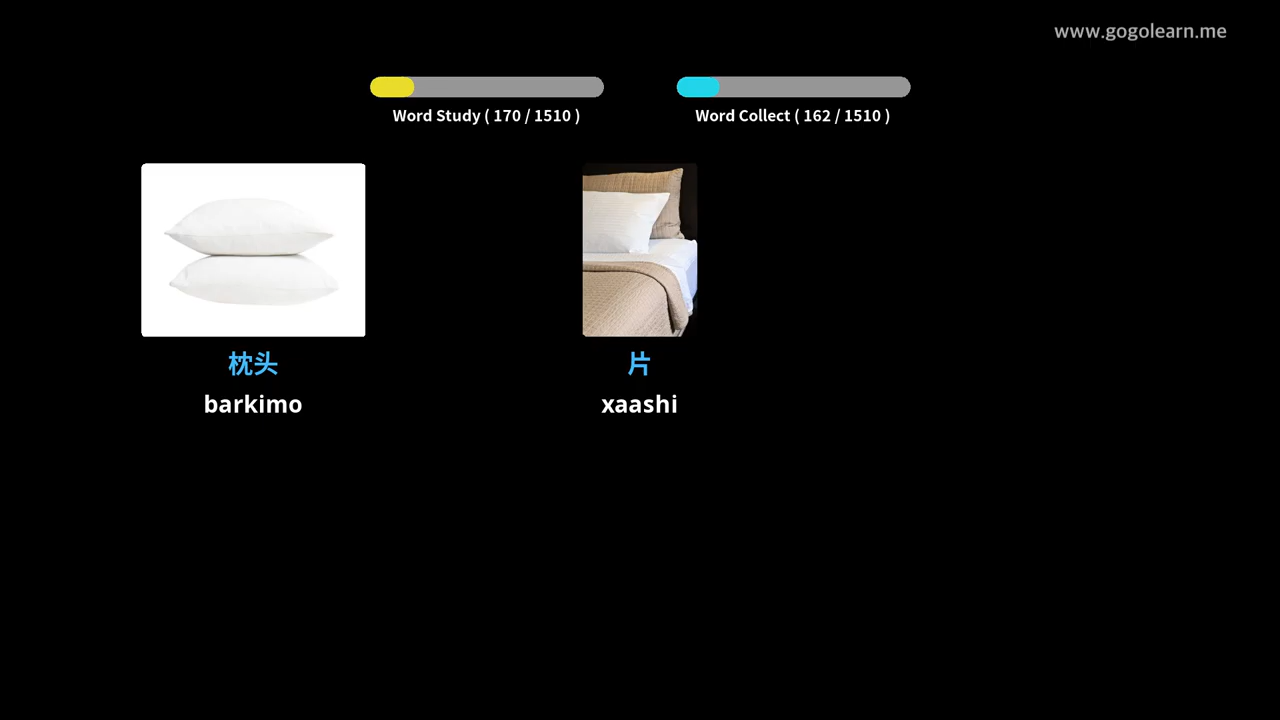 www.gogolearn.me
Word Study ( 170 / 1510 )
Word Collect ( 162 / 1510 )
枕头
barkimo
片
xaashi